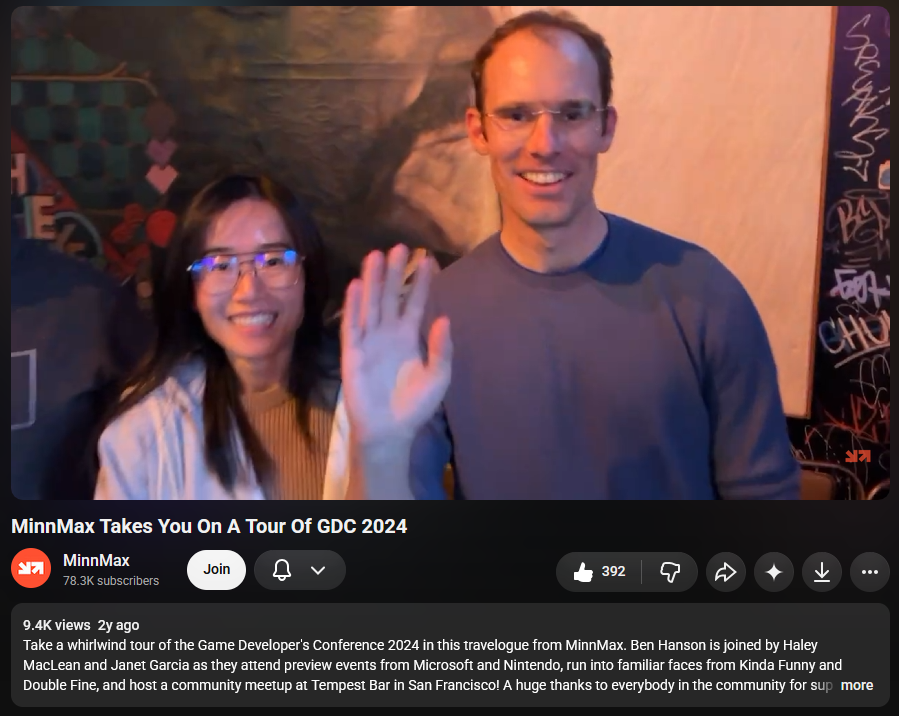 MinnMax Takes You On A Tour Of GDC 2024
MinnMax
78.3K subscribers
Join
392
9.4K views 2y ago
Take a whirlwind tour of the Game Developer's Conference 2024 in this travelogue from MinnMax. Ben Hanson is joined by Haley
MacLean and Janet Garcia as they attend preview events from Microsoft and Nintendo, run into familiar faces from Kinda Funny and
Double Fine, and host a community meetup at Tempest Bar in San Francisco! A huge thanks to everybody in the community for sup more